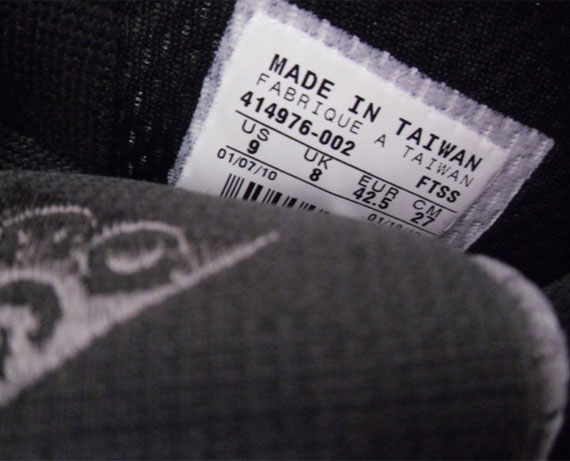 MADE IN TAIWAN
FABRIQUE A TAIWAN
414976-002 FTSS
US UK EUR CM
9 8 42.5 27
01/07/10